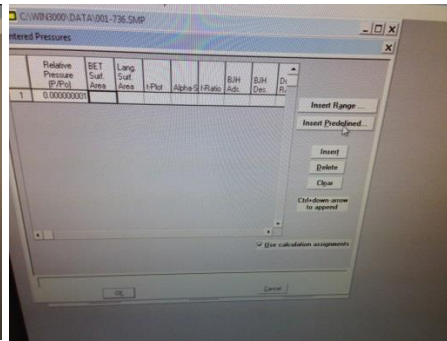 C:\WIN3000\DATA\001-736.SMP
ntered Pressures
Relative Pressure (P/Po)
BET Surf. Area
Lang. Surf. Area
t-Plot
Alpha-S
f-Ratio
BJH Ads.
BJH Des.
1 0.000000001
Insert Range ...
Insert Predefined...
Insert
Delete
Clear
Ctrl+down-arrow
to append
Use calculation assignments
OK
Cancel